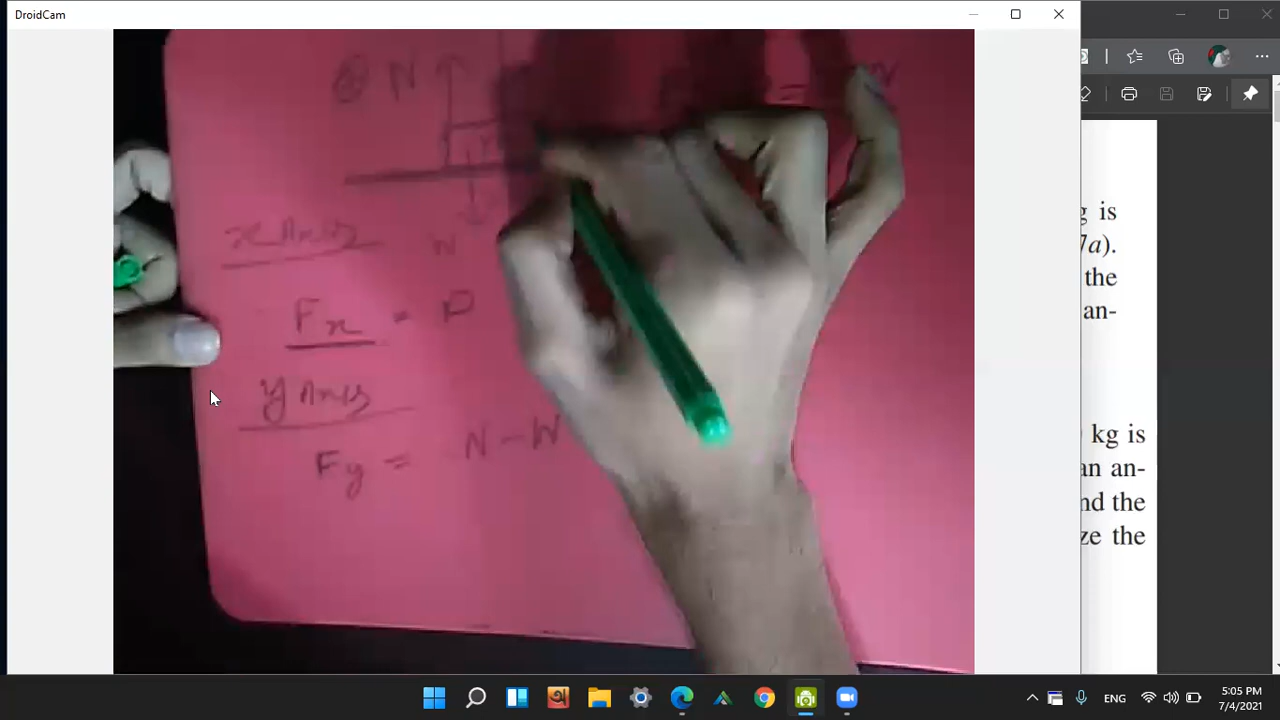 DroidCam
@ N
x Axis
W
Fx = P
y Axis
Fy = N - W
g is
7a).
the
an-
kg is
an an-
nd the
ze the
ENG
5:05 PM
7/4/2021